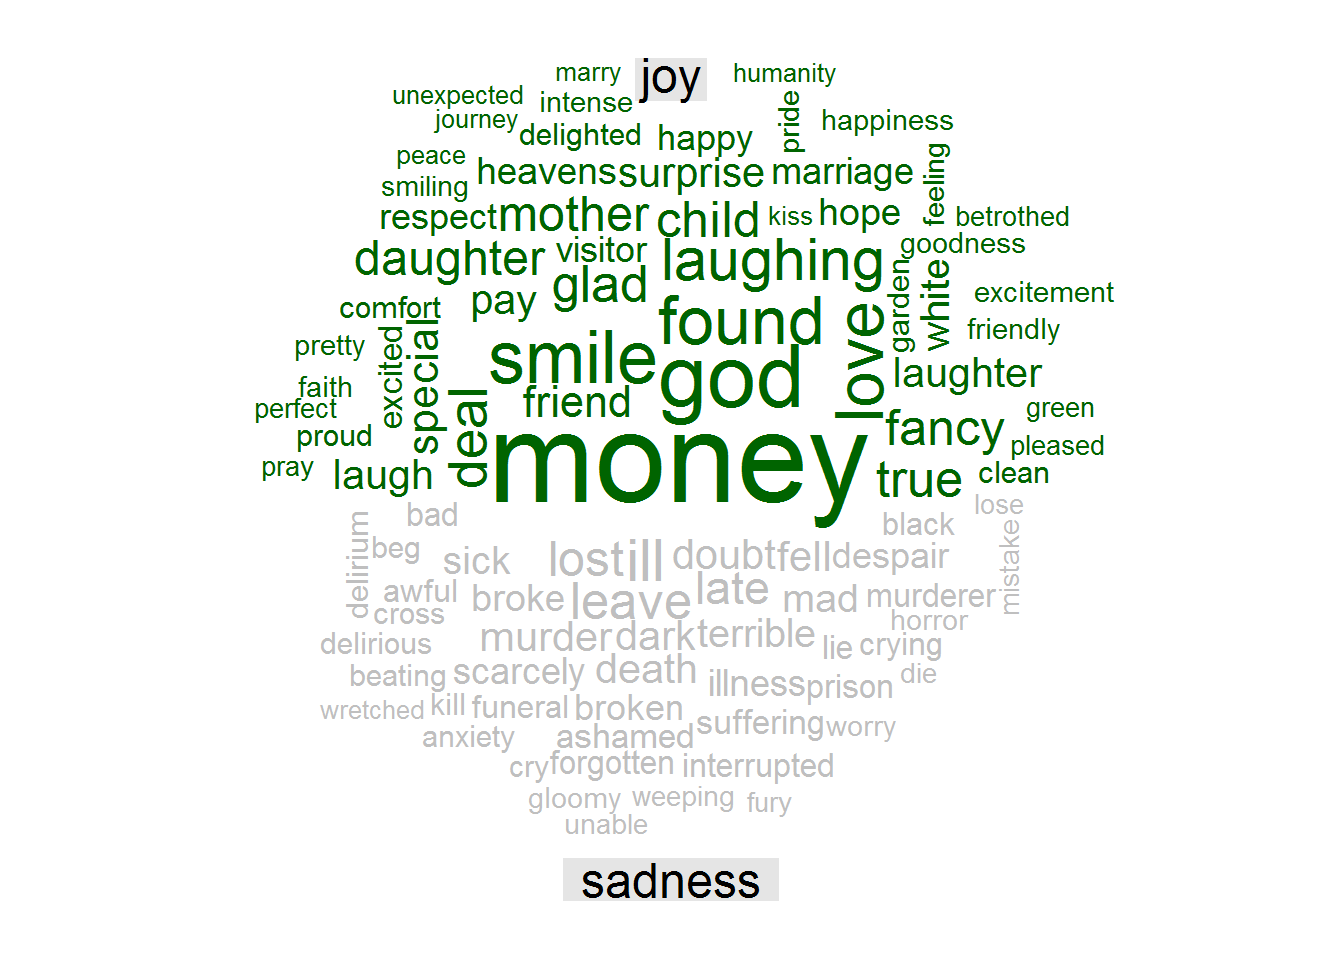 marry joy humanity
unexpected intense pride happiness
journey delighted happy
peace heavens surprise marriage feeling
smiling
respect mother child kiss hope betrothed
daughter visitor laughing goodness
comfort pay glad found love garden white excitement
pretty excited special smile god friendly
faith deal friend laughter
perfect fancy green
proud money pleased
pray laugh true clean
delirium bad black lose
beg sick lost ill doubt fell despair mistake
awful broke leave late mad murderer
cross horror
delirious murder dark terrible lie crying
beating scarcely death illness prison die
wretched kill funeral broken suffering worry
anxiety ashamed
cry forgotten interrupted
gloomy weeping fury
unable
sadness